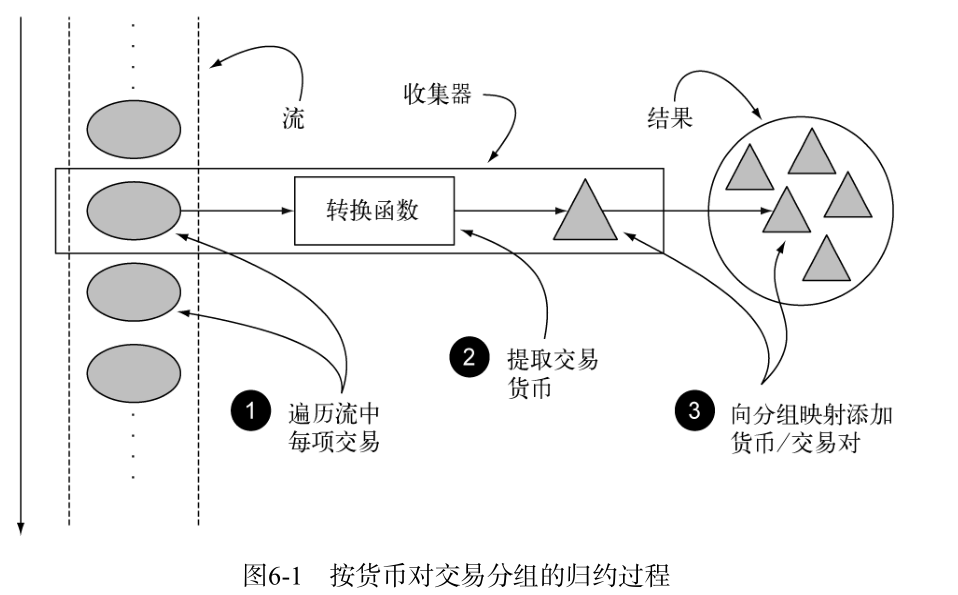 流
收集器
结果
转换函数
1
遍历流中
每项交易
2
提取交易
货币
3
向分组映射添加
货币/交易对
图6-1 按货币对交易分组的归约过程